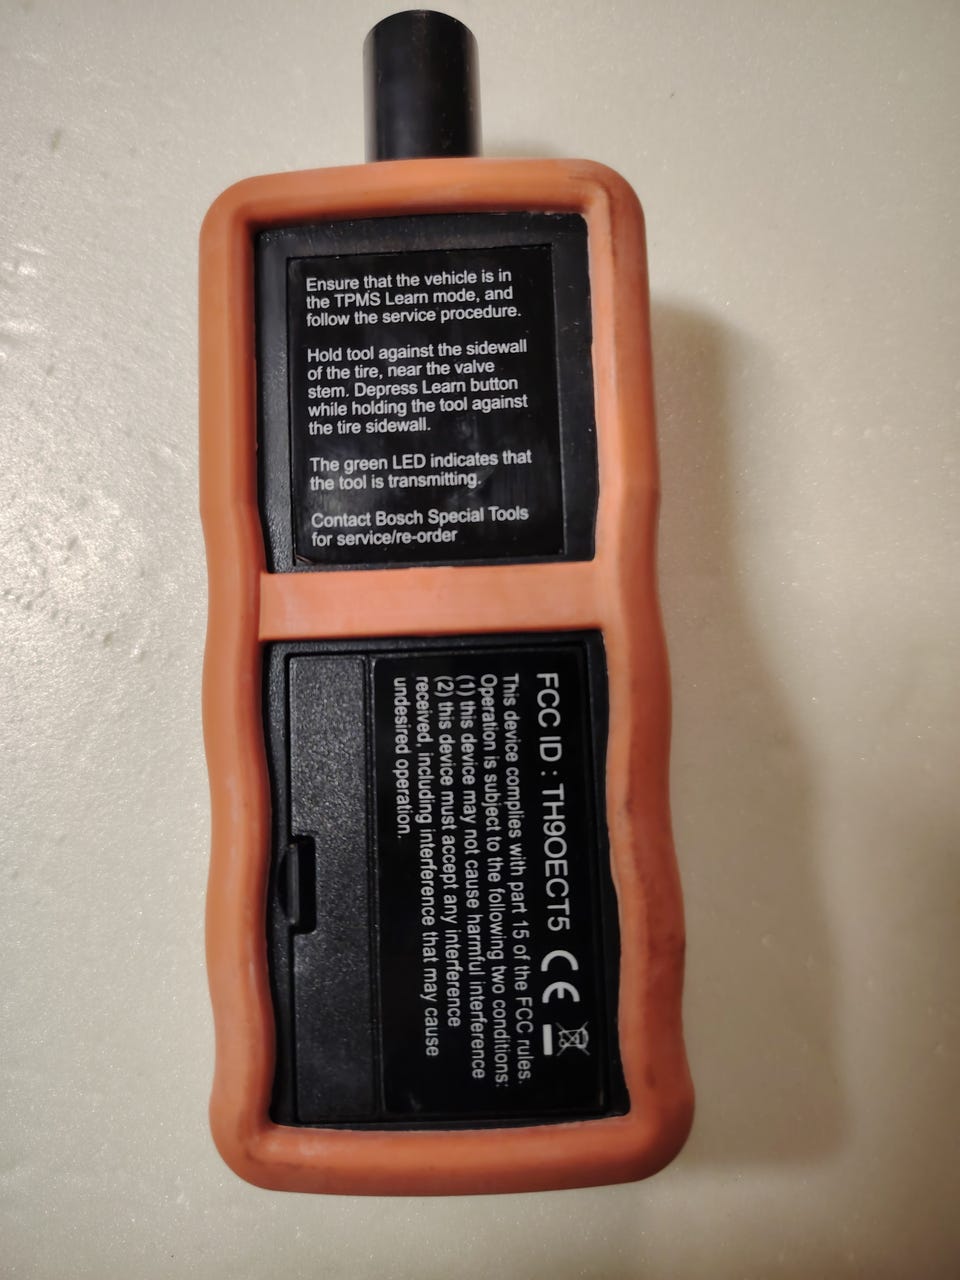 Ensure that the vehicle is in
the TPMS Learn mode, and
follow the service procedure.
Hold tool against the sidewall
of the tire, near the valve
stem. Depress Learn button
while holding the tool against
the tire sidewall.
The green LED indicates that
the tool is transmitting.
Contact Bosch Special Tools
for service/re-order
FCC ID : TH9OECT5 CE
This device complies with part 15 of the FCC rules.
Operation is subject to the following two conditions:
(1) this device may not cause harmful interference
(2) this device must accept any interference
received, including interference that may cause
undesired operation.